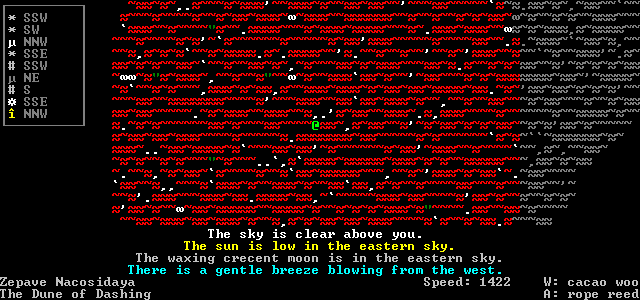 * SSW
* SW
µ NNW
* SSE
# SSW
µ NE
# S
☼ SSE
î NNW
The sky is clear above you.
The sun is low in the eastern sky.
The waxing crecent moon is in the eastern sky.
There is a gentle breeze blowing from the west.
Zepave Nacosidaya Speed: 1422 W: cacao woo
The Dune of Dashing A: rope reed